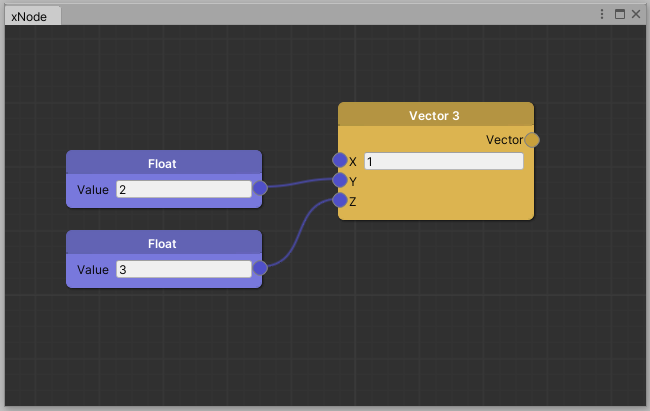 xNode
Float
Value 2
Float
Value 3
Vector 3
Vector
X 1
Y
Z